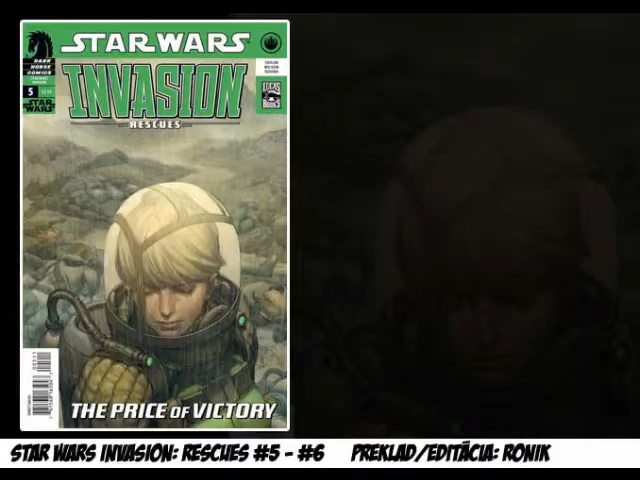 STAR WARS
DARK
HORSE
COMICS
5
INVASION
RESCUES
STAR
WARS
LUCAS
BOOKS
THE PRICE OF VICTORY
STAR WARS INVASION: RESCUES #5 - #6 PREKLAD/EDITÁCIA: RONIK